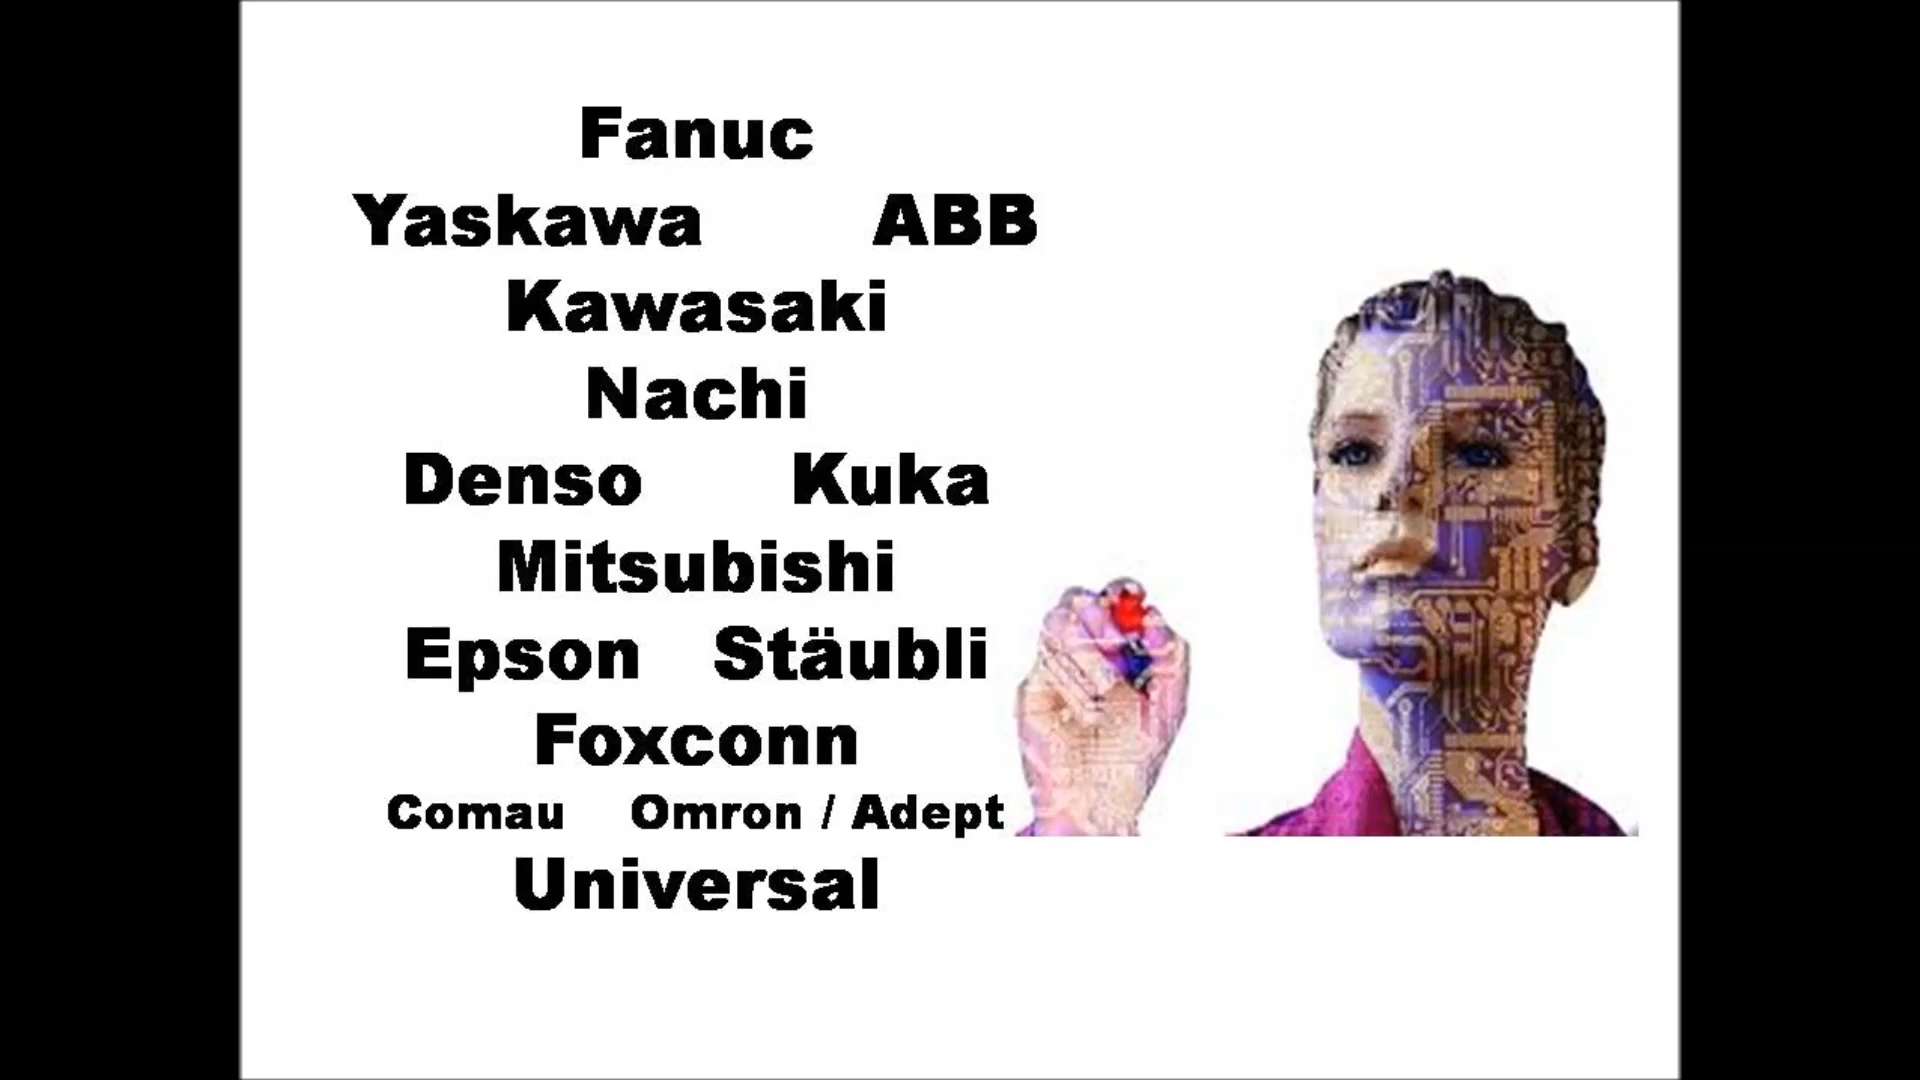 Fanuc
Yaskawa ABB
Kawasaki
Nachi
Denso Kuka
Mitsubishi
Epson Stäubli
Foxconn
Comau Omron / Adept
Universal